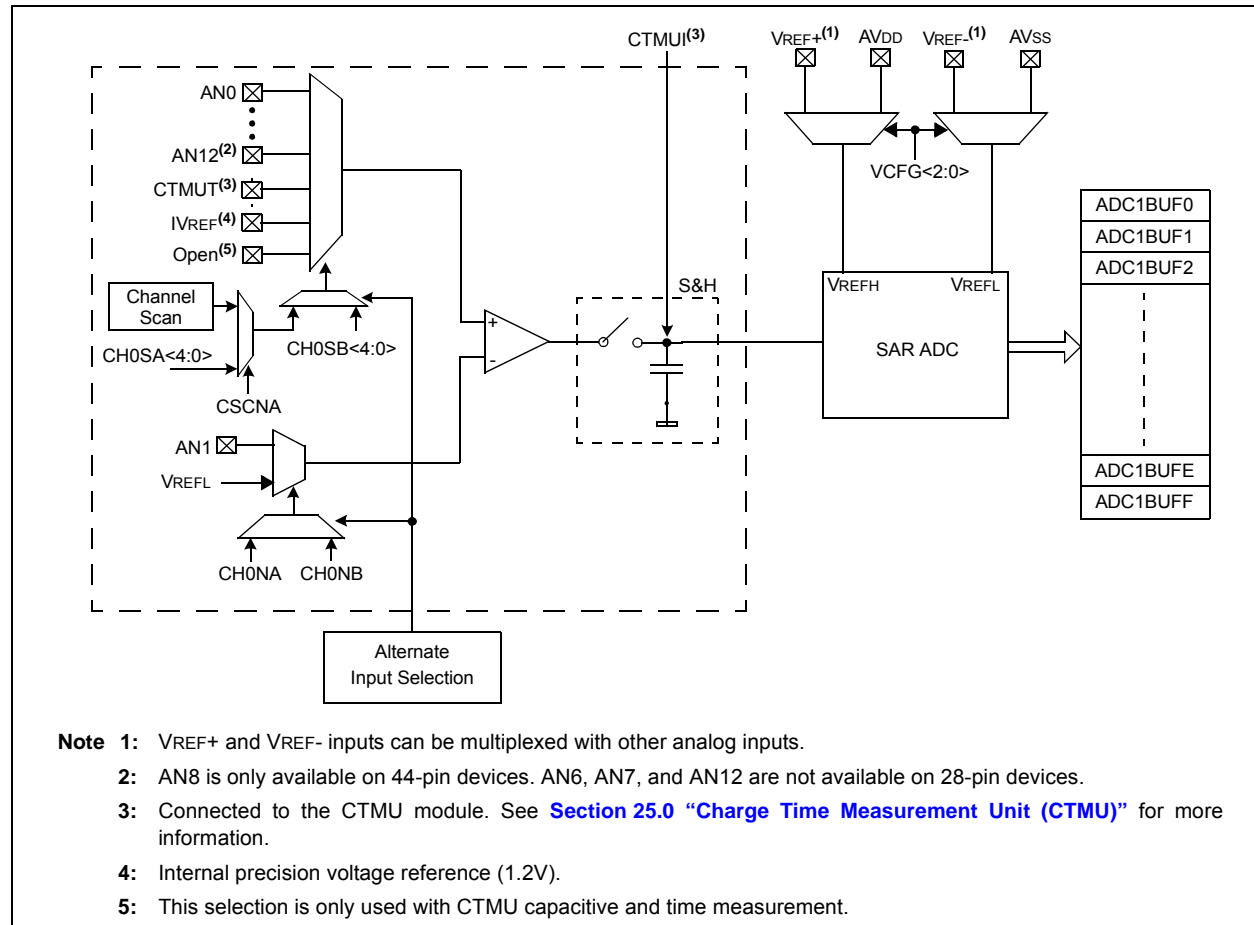 CTMUI(3)
VREF+(1) AVDD VREF-(1) AVSS
AN0
AN12(2)
CTMUT(3)
IVREF(4)
Open(5)
VCFG<2:0>
ADC1BUF0
ADC1BUF1
ADC1BUF2
Channel
Scan
S&H
VREFH VREFL
+
-
SAR ADC
CH0SA<4:0>
CH0SB<4:0>
CSCNA
AN1
VREFL
ADC1BUFE
ADC1BUFF
CH0NA CH0NB
Alternate
Input Selection
Note 1: VREF+ and VREF- inputs can be multiplexed with other analog inputs.
2: AN8 is only available on 44-pin devices. AN6, AN7, and AN12 are not available on 28-pin devices.
3: Connected to the CTMU module. See Section 25.0 “Charge Time Measurement Unit (CTMU)” for more
information.
4: Internal precision voltage reference (1.2V).
5: This selection is only used with CTMU capacitive and time measurement.